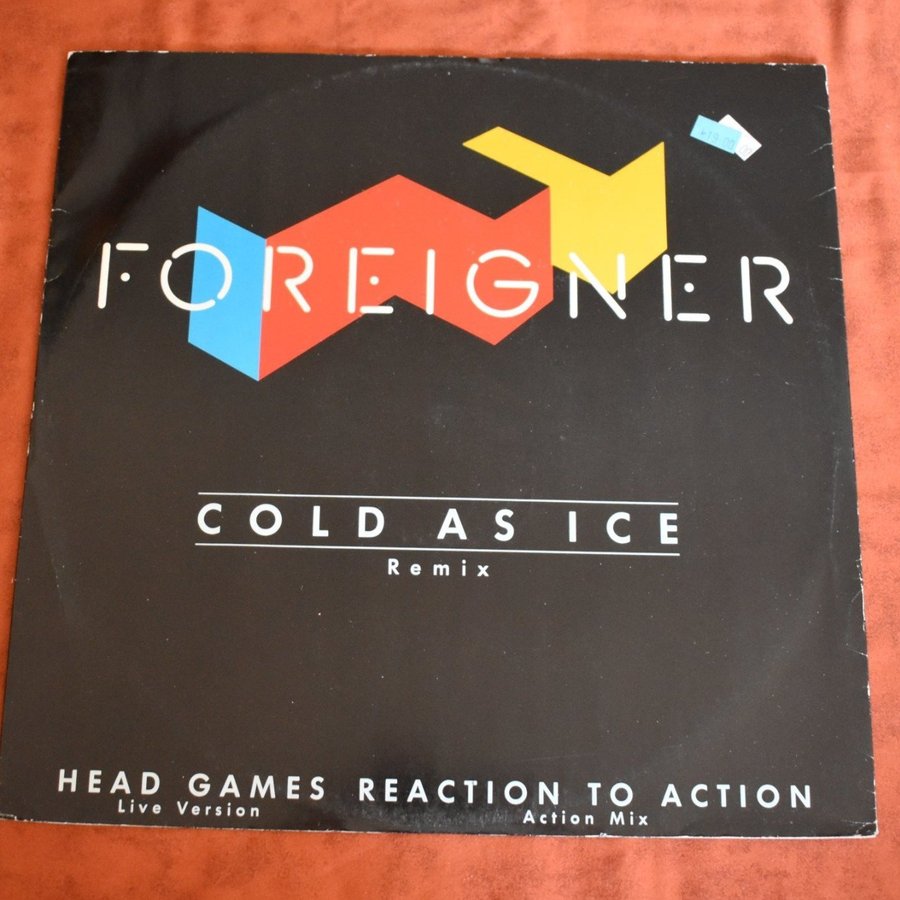 FOREIGNER
COLD AS ICE
Remix
HEAD GAMES REACTION TO ACTION
Live Version Action Mix